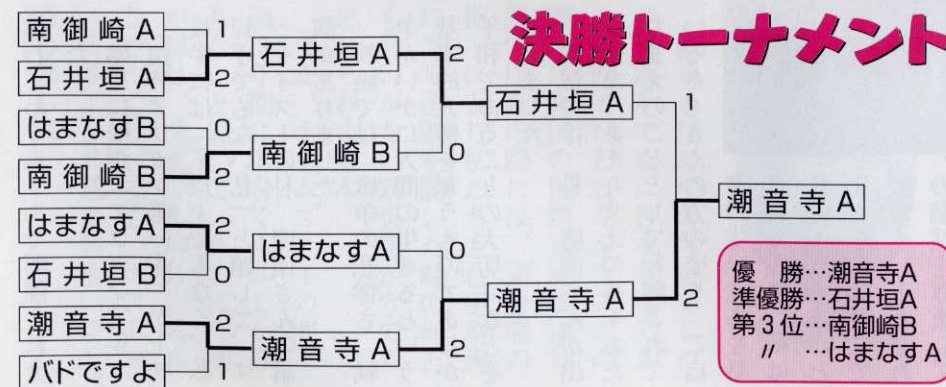 決勝トーナメント
南御崎A
1
石井垣A
2
はまなすB
0
南御崎B
2
はまなすA
2
石井垣B
0
潮音寺A
2
バドですよ
1
石井垣A
2
南御崎B
0
はまなすA
0
潮音寺A
2
石井垣A
1
潮音寺A
2
潮音寺A
優　勝…潮音寺A
準優勝…石井垣A
第3位…南御崎B
〃　…はまなすA